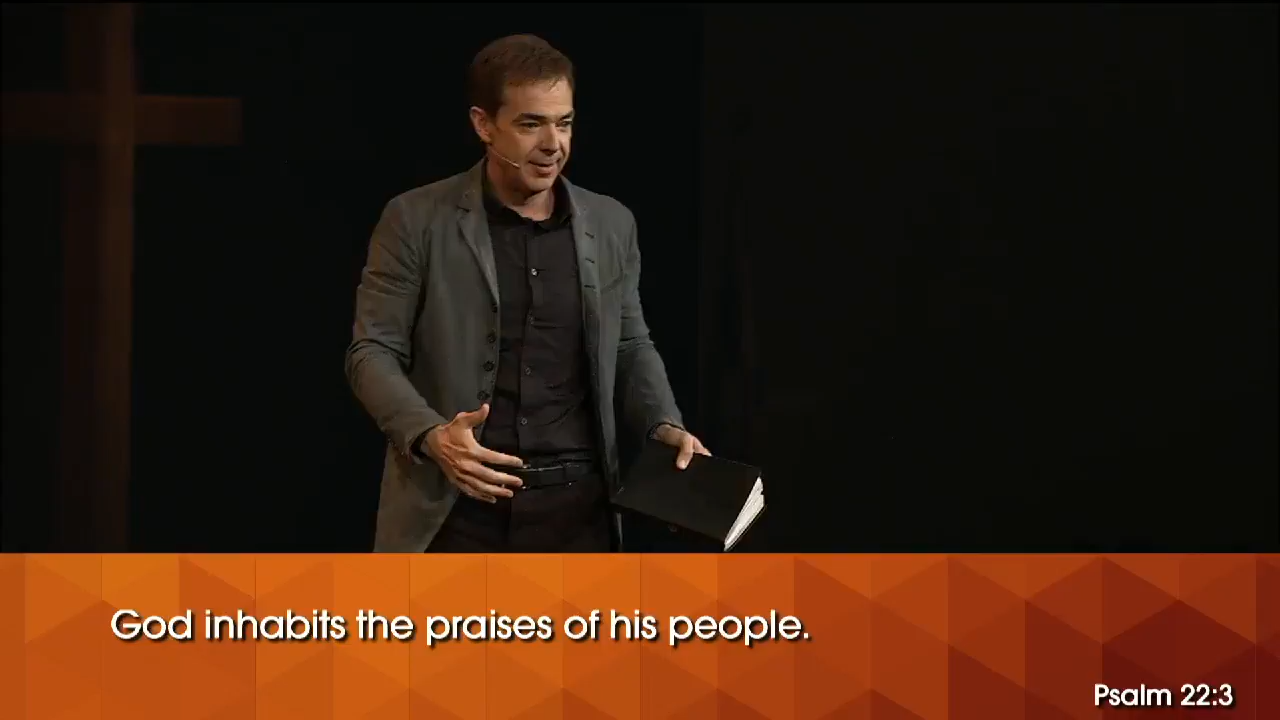 God inhabits the praises of his people.
Psalm 22:3